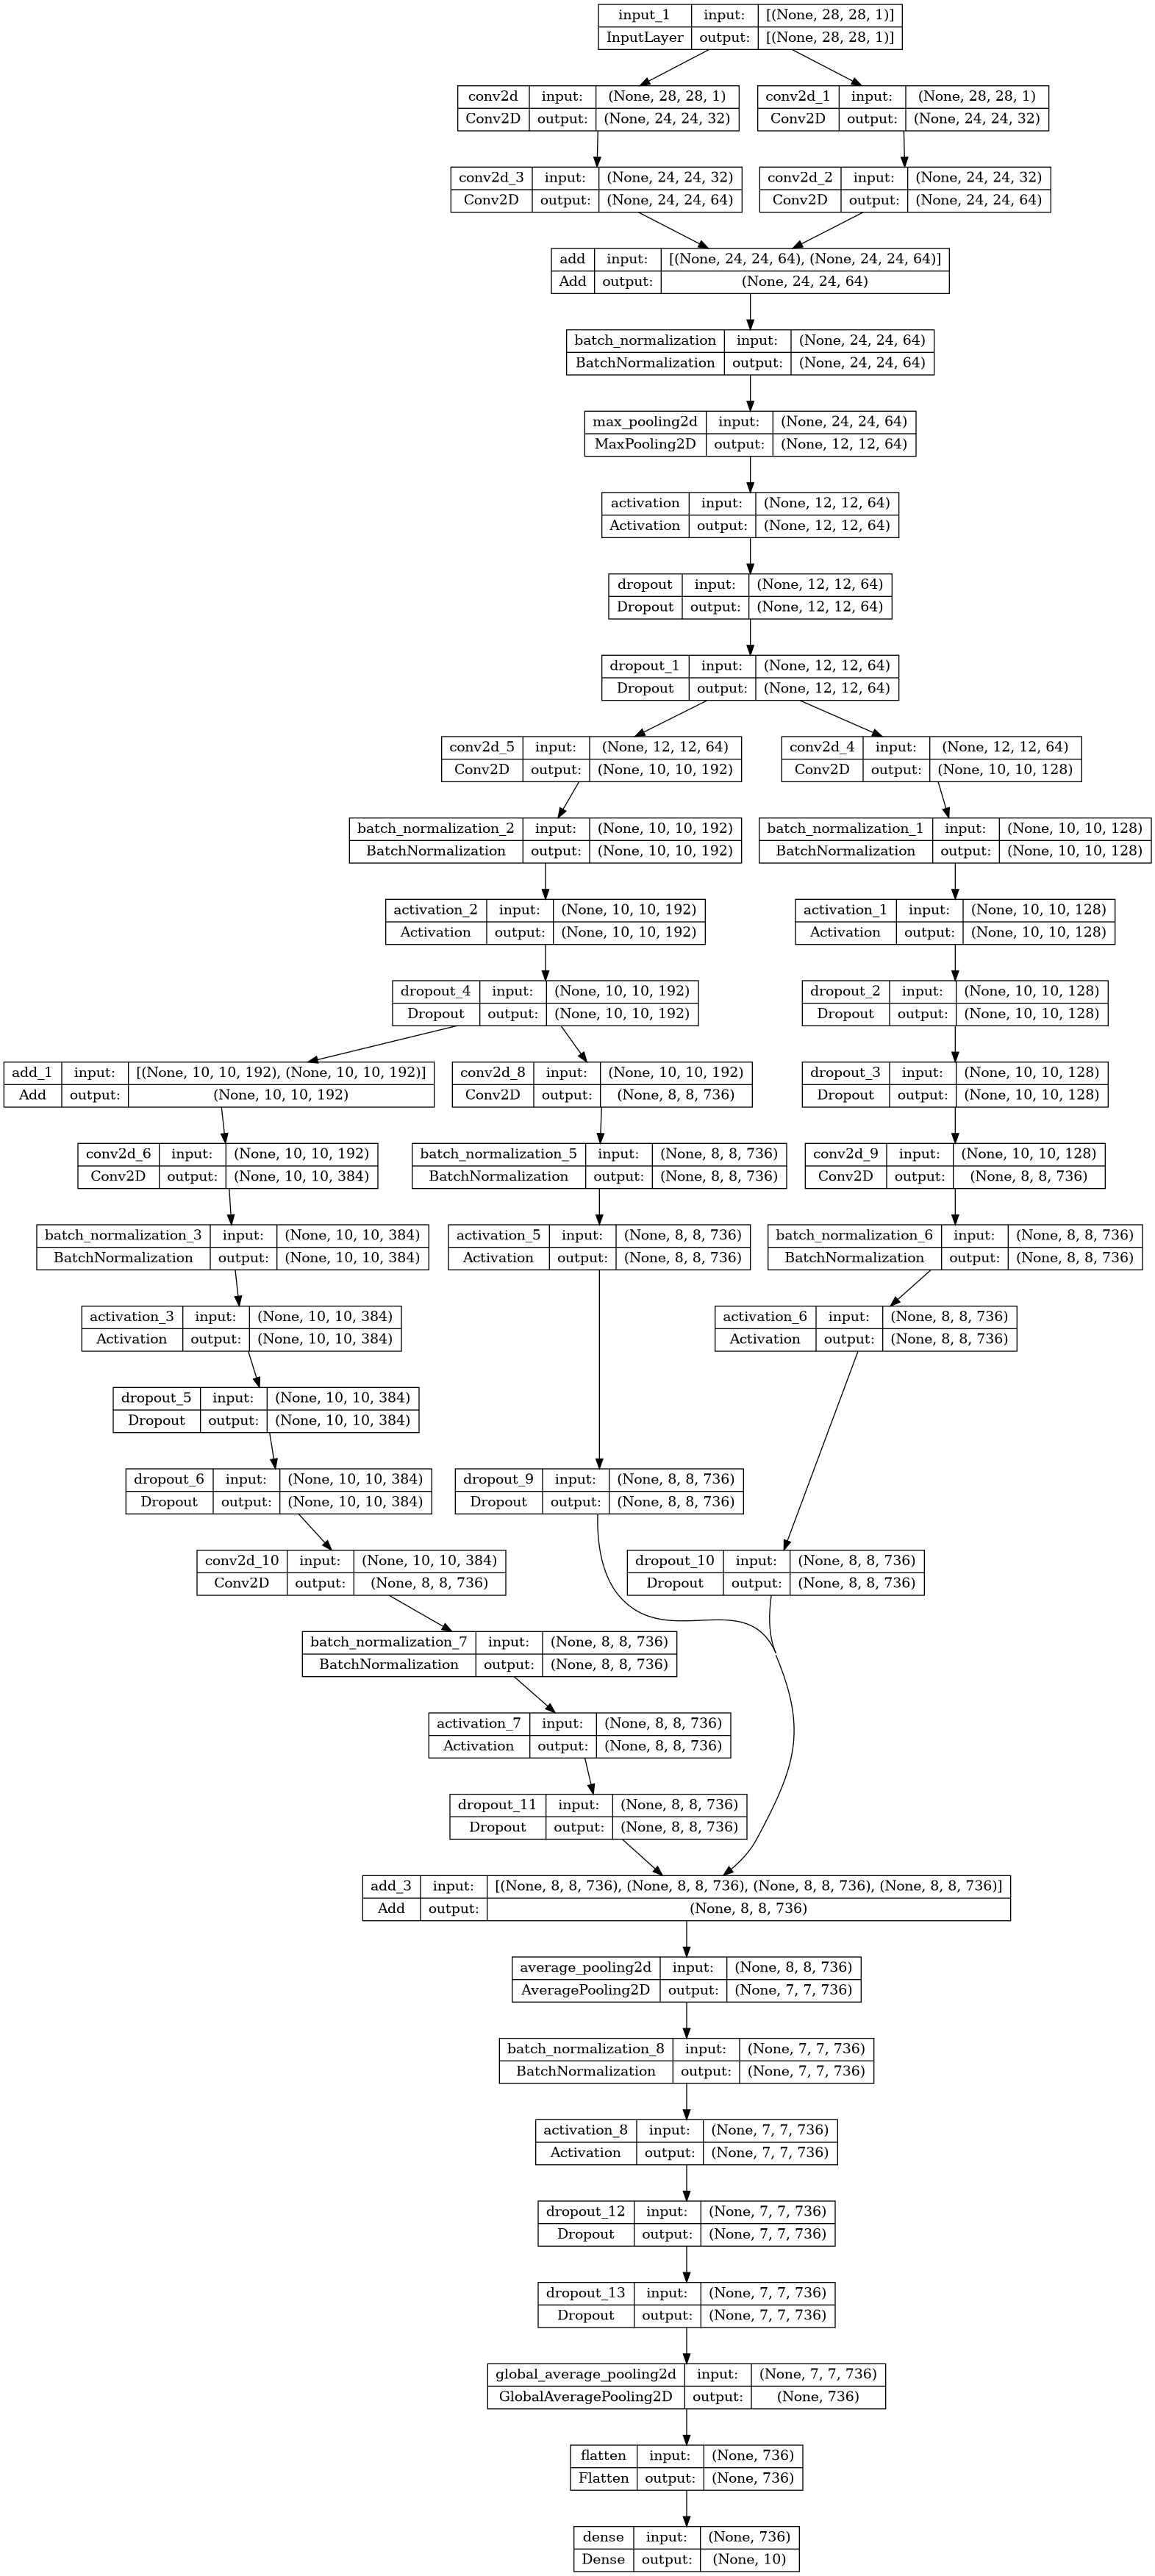 input_1 input: [(None, 28, 28, 1)]
InputLayer output: [(None, 28, 28, 1)]
conv2d input: (None, 28, 28, 1)
Conv2D output: (None, 24, 24, 32)
conv2d_1 input: (None, 28, 28, 1)
Conv2D output: (None, 24, 24, 32)
conv2d_3 input: (None, 24, 24, 32)
Conv2D output: (None, 24, 24, 64)
conv2d_2 input: (None, 24, 24, 32)
Conv2D output: (None, 24, 24, 64)
add input: [(None, 24, 24, 64), (None, 24, 24, 64)]
Add output: (None, 24, 24, 64)
batch_normalization input: (None, 24, 24, 64)
BatchNormalization output: (None, 24, 24, 64)
max_pooling2d input: (None, 24, 24, 64)
MaxPooling2D output: (None, 12, 12, 64)
activation input: (None, 12, 12, 64)
Activation output: (None, 12, 12, 64)
dropout input: (None, 12, 12, 64)
Dropout output: (None, 12, 12, 64)
dropout_1 input: (None, 12, 12, 64)
Dropout output: (None, 12, 12, 64)
conv2d_5 input: (None, 12, 12, 64)
Conv2D output: (None, 10, 10, 192)
conv2d_4 input: (None, 12, 12, 64)
Conv2D output: (None, 10, 10, 128)
batch_normalization_2 input: (None, 10, 10, 192)
BatchNormalization output: (None, 10, 10, 192)
batch_normalization_1 input: (None, 10, 10, 128)
BatchNormalization output: (None, 10, 10, 128)
activation_2 input: (None, 10, 10, 192)
Activation output: (None, 10, 10, 192)
activation_1 input: (None, 10, 10, 128)
Activation output: (None, 10, 10, 128)
dropout_4 input: (None, 10, 10, 192)
Dropout output: (None, 10, 10, 192)
dropout_2 input: (None, 10, 10, 128)
Dropout output: (None, 10, 10, 128)
add_1 input: [(None, 10, 10, 192), (None, 10, 10, 192)]
Add output: (None, 10, 10, 192)
conv2d_8 input: (None, 10, 10, 192)
Conv2D output: (None, 8, 8, 736)
dropout_3 input: (None, 10, 10, 128)
Dropout output: (None, 10, 10, 128)
conv2d_6 input: (None, 10, 10, 192)
Conv2D output: (None, 10, 10, 384)
batch_normalization_5 input: (None, 8, 8, 736)
BatchNormalization output: (None, 8, 8, 736)
conv2d_9 input: (None, 10, 10, 128)
Conv2D output: (None, 8, 8, 736)
batch_normalization_3 input: (None, 10, 10, 384)
BatchNormalization output: (None, 10, 10, 384)
activation_5 input: (None, 8, 8, 736)
Activation output: (None, 8, 8, 736)
batch_normalization_6 input: (None, 8, 8, 736)
BatchNormalization output: (None, 8, 8, 736)
activation_3 input: (None, 10, 10, 384)
Activation output: (None, 10, 10, 384)
activation_6 input: (None, 8, 8, 736)
Activation output: (None, 8, 8, 736)
dropout_5 input: (None, 10, 10, 384)
Dropout output: (None, 10, 10, 384)
dropout_6 input: (None, 10, 10, 384)
Dropout output: (None, 10, 10, 384)
dropout_9 input: (None, 8, 8, 736)
Dropout output: (None, 8, 8, 736)
conv2d_10 input: (None, 10, 10, 384)
Conv2D output: (None, 8, 8, 736)
dropout_10 input: (None, 8, 8, 736)
Dropout output: (None, 8, 8, 736)
batch_normalization_7 input: (None, 8, 8, 736)
BatchNormalization output: (None, 8, 8, 736)
activation_7 input: (None, 8, 8, 736)
Activation output: (None, 8, 8, 736)
dropout_11 input: (None, 8, 8, 736)
Dropout output: (None, 8, 8, 736)
add_3 input: [(None, 8, 8, 736), (None, 8, 8, 736), (None, 8, 8, 736), (None, 8, 8, 736)]
Add output: (None, 8, 8, 736)
average_pooling2d input: (None, 8, 8, 736)
AveragePooling2D output: (None, 7, 7, 736)
batch_normalization_8 input: (None, 7, 7, 736)
BatchNormalization output: (None, 7, 7, 736)
activation_8 input: (None, 7, 7, 736)
Activation output: (None, 7, 7, 736)
dropout_12 input: (None, 7, 7, 736)
Dropout output: (None, 7, 7, 736)
dropout_13 input: (None, 7, 7, 736)
Dropout output: (None, 7, 7, 736)
global_average_pooling2d input: (None, 7, 7, 736)
GlobalAveragePooling2D output: (None, 736)
flatten input: (None, 736)
Flatten output: (None, 736)
dense input: (None, 736)
Dense output: (None, 10)